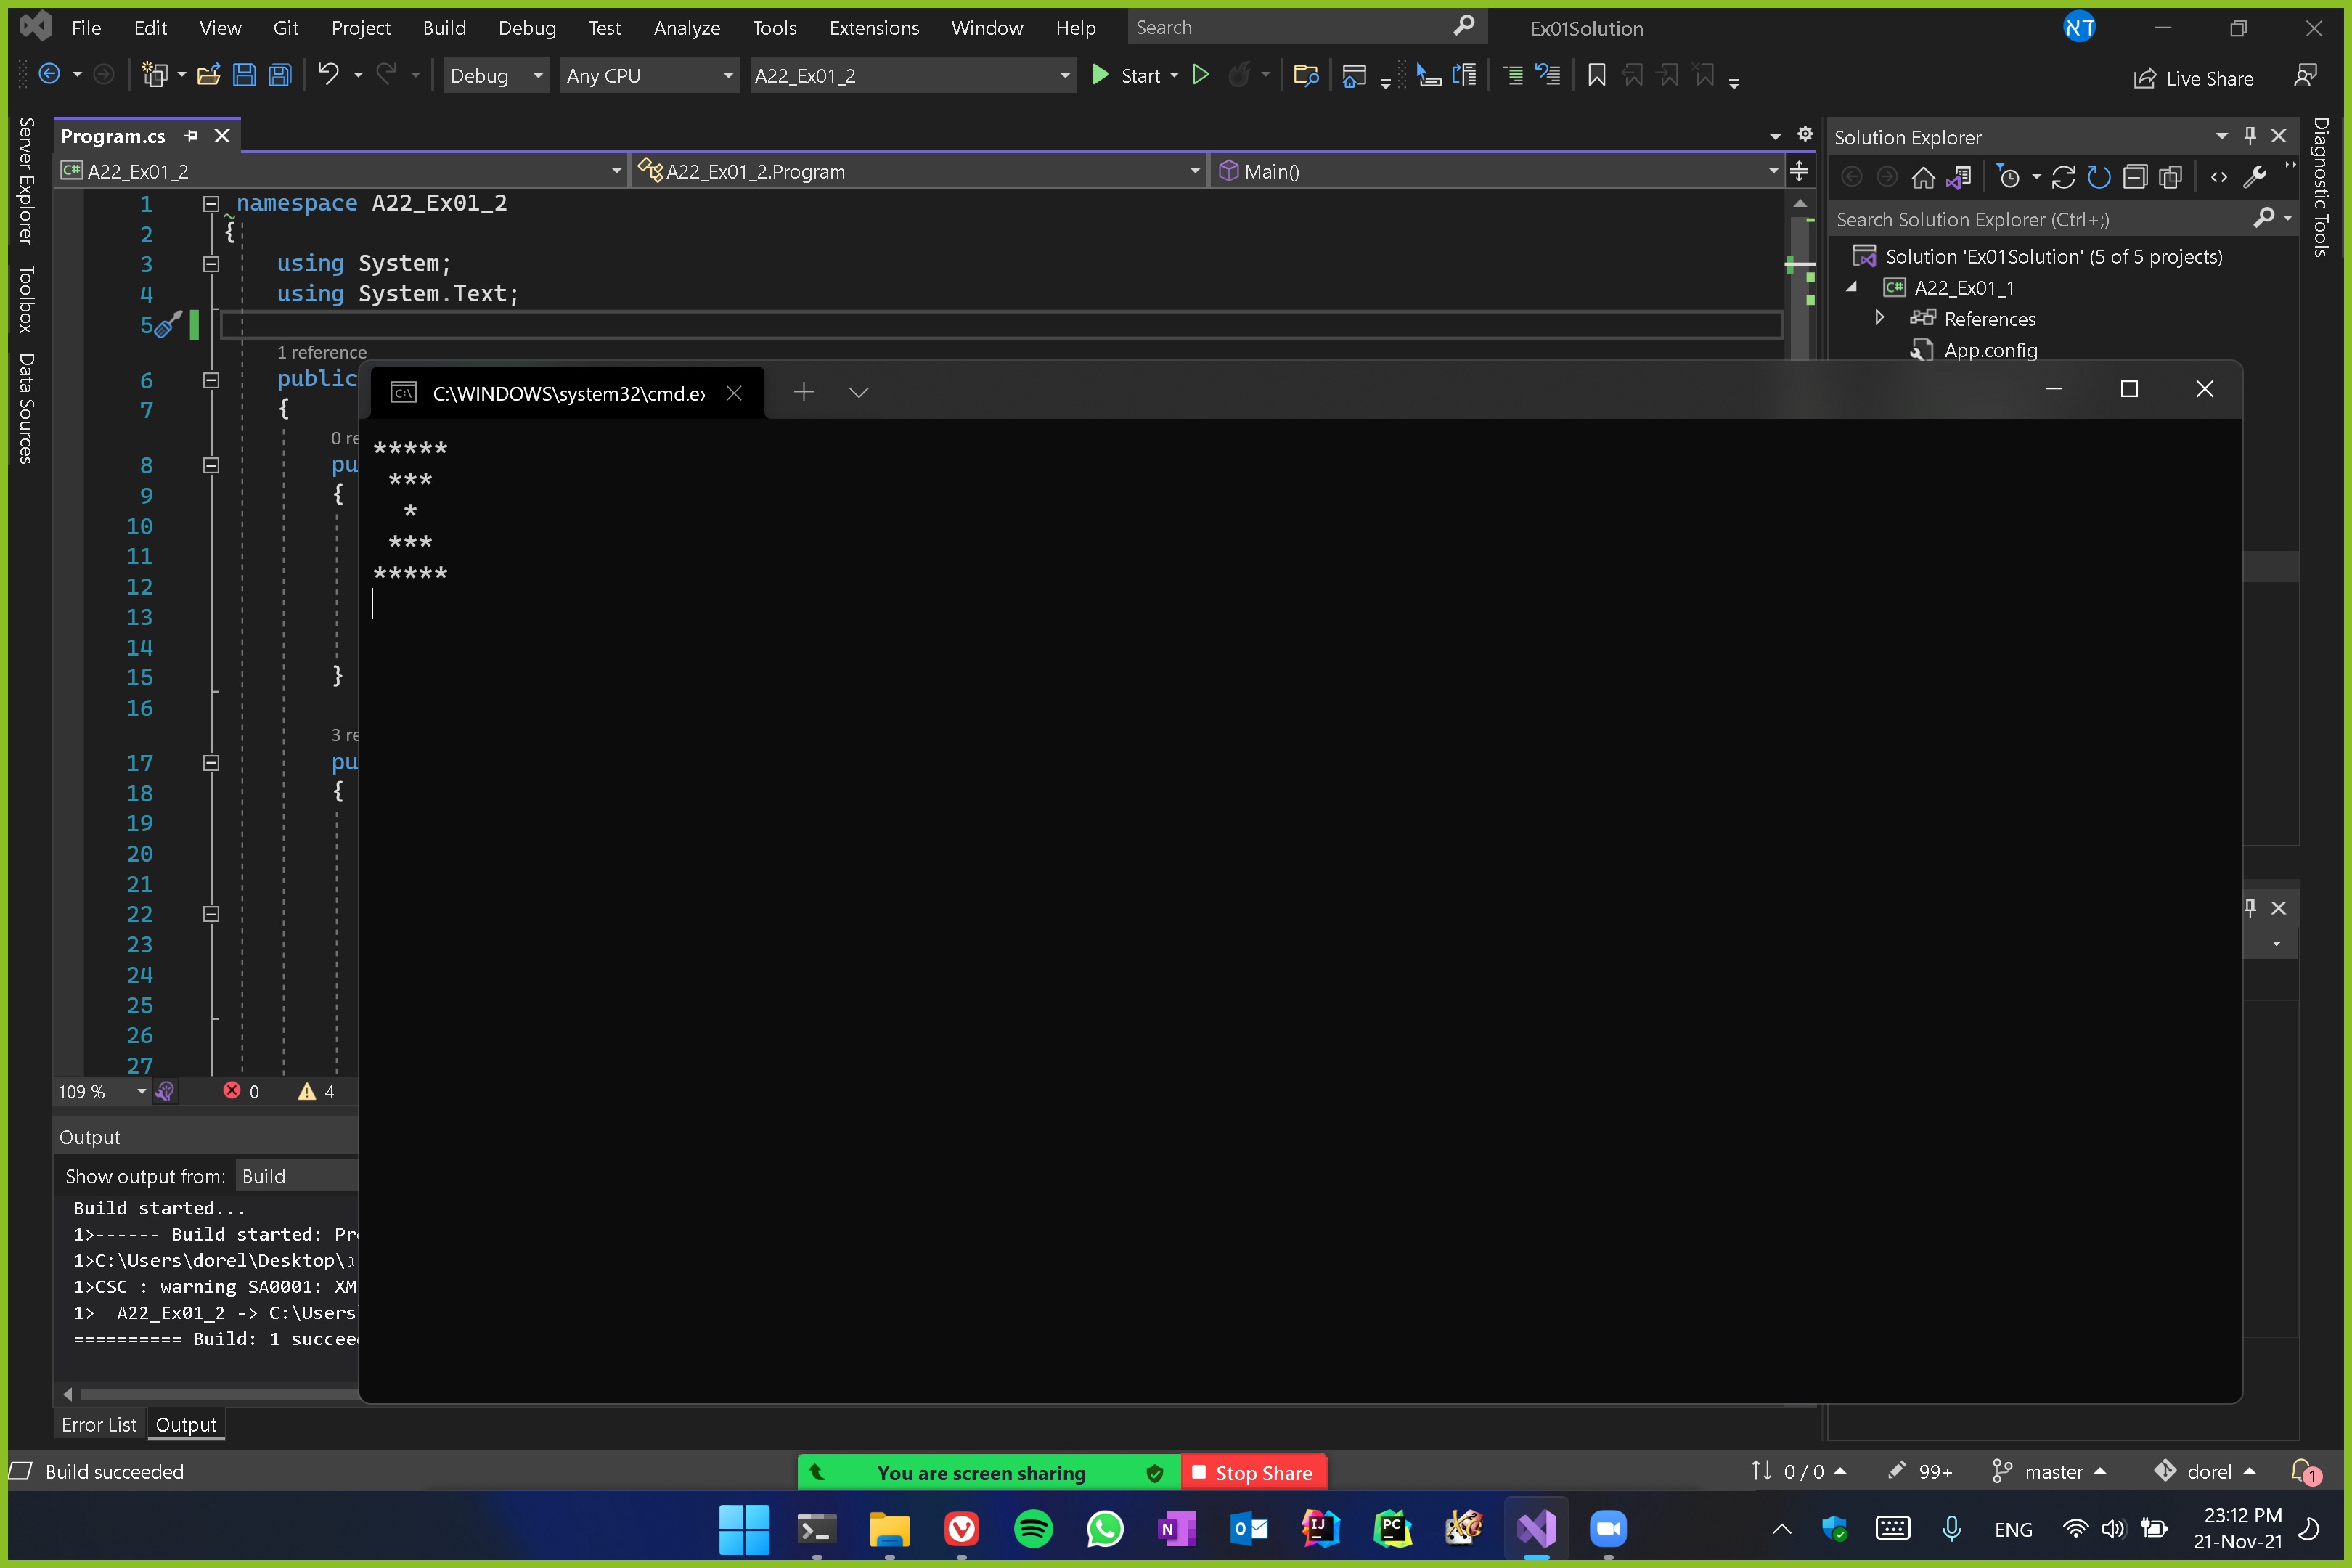 File Edit View Git Project Build Debug Test Analyze Tools Extensions Window Help Search Ex01Solution דא
Debug Any CPU A22_Ex01_2 Start Live Share
Server Explorer
Toolbox
Data Sources
Program.cs
A22_Ex01_2 A22_Ex01_2.Program Main()
1 namespace A22_Ex01_2
2 {
3 using System;
4 using System.Text;
5
1 reference
6 public
7 {
0 re
8 pu
9 {
10
11
12
13
14
15 }
16
3 re
17 pu
18 {
19
20
21
22
23
24
25
26
27
109 % 0 4
C:\WINDOWS\system32\cmd.ex
*****
***
*
***
*****
Solution Explorer
Search Solution Explorer (Ctrl+;)
Solution 'Ex01Solution' (5 of 5 projects)
A22_Ex01_1
References
App.config
Diagnostic Tools
Output
Show output from: Build
Build started...
1>------ Build started: Pr
1>C:\Users\dorel\Desktop\
1>CSC : warning SA0001: XM
1> A22_Ex01_2 -> C:\Users
========== Build: 1 succee
Error List Output
Build succeeded
You are screen sharing Stop Share
0 / 0 99+ master dorel 1
ENG 23:12 PM
21-Nov-21